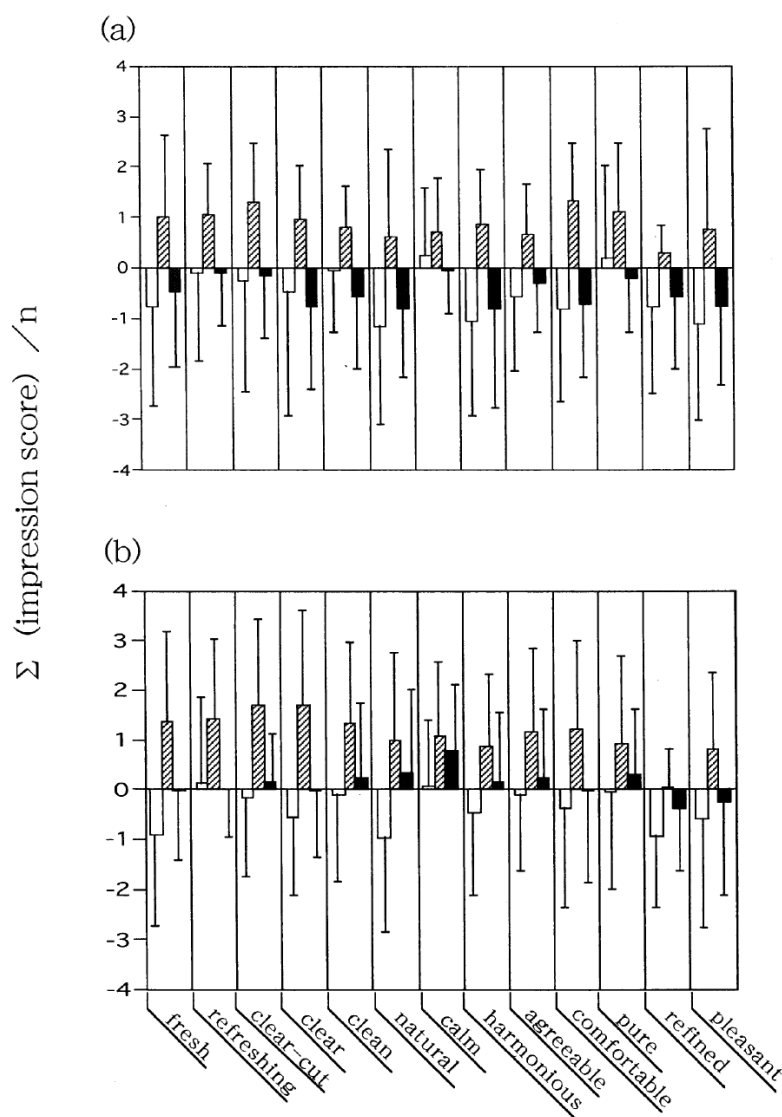 (a)
4
3
2
1
0
-1
-2
-3
-4
(b)
4
3
2
1
0
-1
-2
-3
-4
Σ (impression score) /n
fresh
refreshing
clear-cut
clear
clean
natural
calm
harmonious
agreeable
comfortable
pure
refined
pleasant